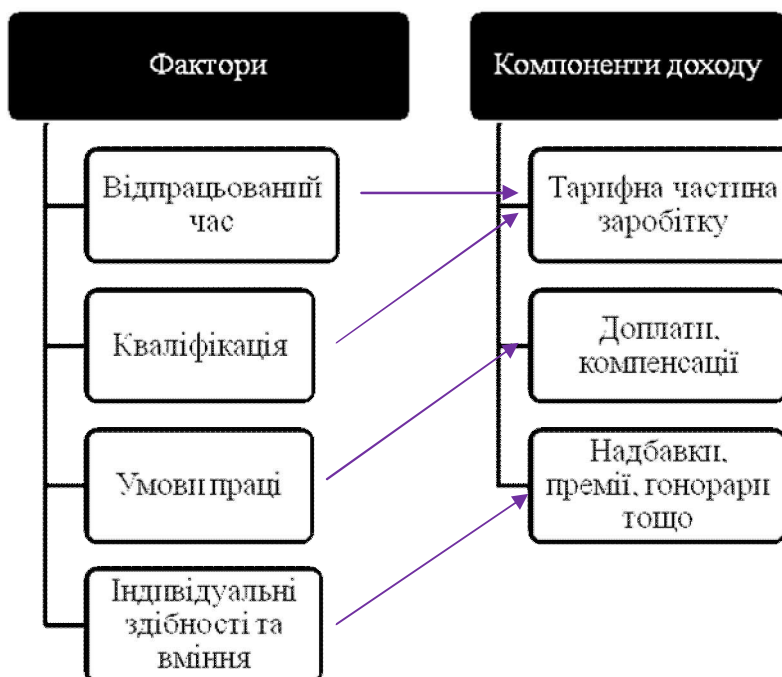 Фактори
Відпрацьований
час
Кваліфікація
Умови праці
Індивідуальні
здібності та
вміння
Компоненти доходу
Тарифна частина
заробітку
Доплати,
компенсації
Надбавки,
премії, гонорари
тощо